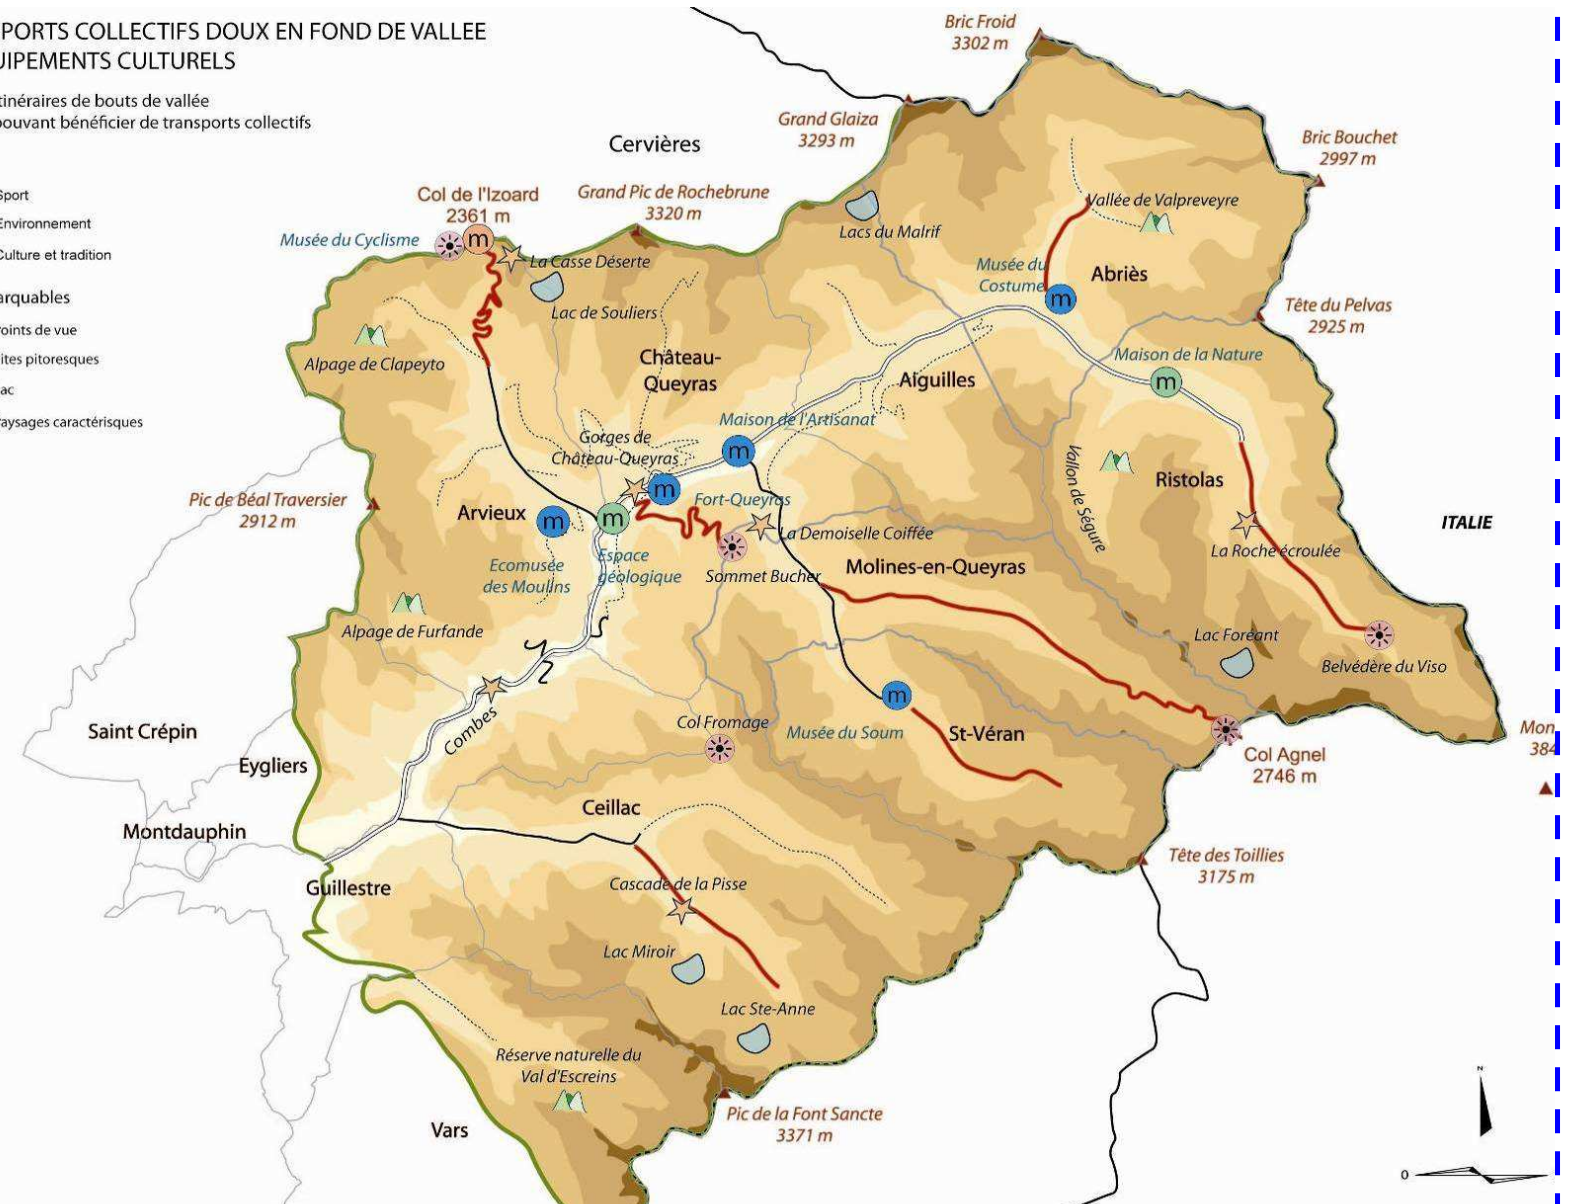 PORTS COLLECTIFS DOUX EN FOND DE VALLEE
UIPEMENTS CULTURELS
tinéraires de bouts de vallée
pouvant bénéficier de transports collectifs
Sport
Environnement
Culture et tradition
arquables
oints de vue
ites pitoresques
ac
aysages caractérisques
Bric Froid
3302 m
Grand Glaiza
3293 m
Bric Bouchet
2997 m
Cervières
Col de l'Izoard
2361 m
Grand Pic de Rochebrune
3320 m
Vallée de Valpreveyre
Lacs du Malrif
Musée du Cyclisme
m
La Casse Déserte
Musée du
Costume
m
Abriès
Lac de Souliers
Tête du Pelvas
2925 m
Alpage de Clapeyto
Château-
Queyras
Maison de la Nature
m
Aiguilles
Maison de l'Artisanat
m
Gorges de
Château-Queyras
m
Vallon de Ségure
Ristolas
Pic de Béal Traversier
2912 m
Fort-Queyras
Arvieux
m
m
ITALIE
La Demoiselle Coiffée
La Roche écroulée
Ecomusée
des Moulins
Espace
géologique
Sommet Bucher
Molines-en-Queyras
Alpage de Furfande
Lac Foréant
Belvédère du Viso
m
Combes
Saint Crépin
Col Fromage
Musée du Soum
St-Véran
Mon
384
Eygliers
Col Agnel
2746 m
Ceillac
Montdauphin
Tête des Toillies
3175 m
Guillestre
Cascade de la Pisse
Lac Miroir
Lac Ste-Anne
Réserve naturelle du
Val d'Escreins
Pic de la Font Sancte
3371 m
Vars
N
0